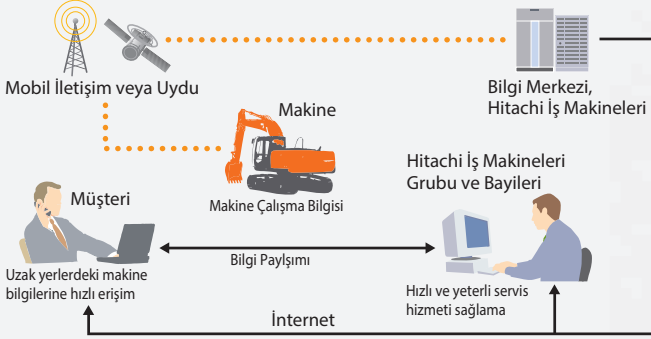 Mobil İletişim veya Uydu
Bilgi Merkezi,
Hitachi İş Makineleri
Makine
Makine Çalışma Bilgisi
Hitachi İş Makineleri
Grubu ve Bayileri
Müşteri
Bilgi Paylşımı
Uzak yerlerdeki makine
bilgilerine hızlı erişim
Hızlı ve yeterli servis
hizmeti sağlama
İnternet